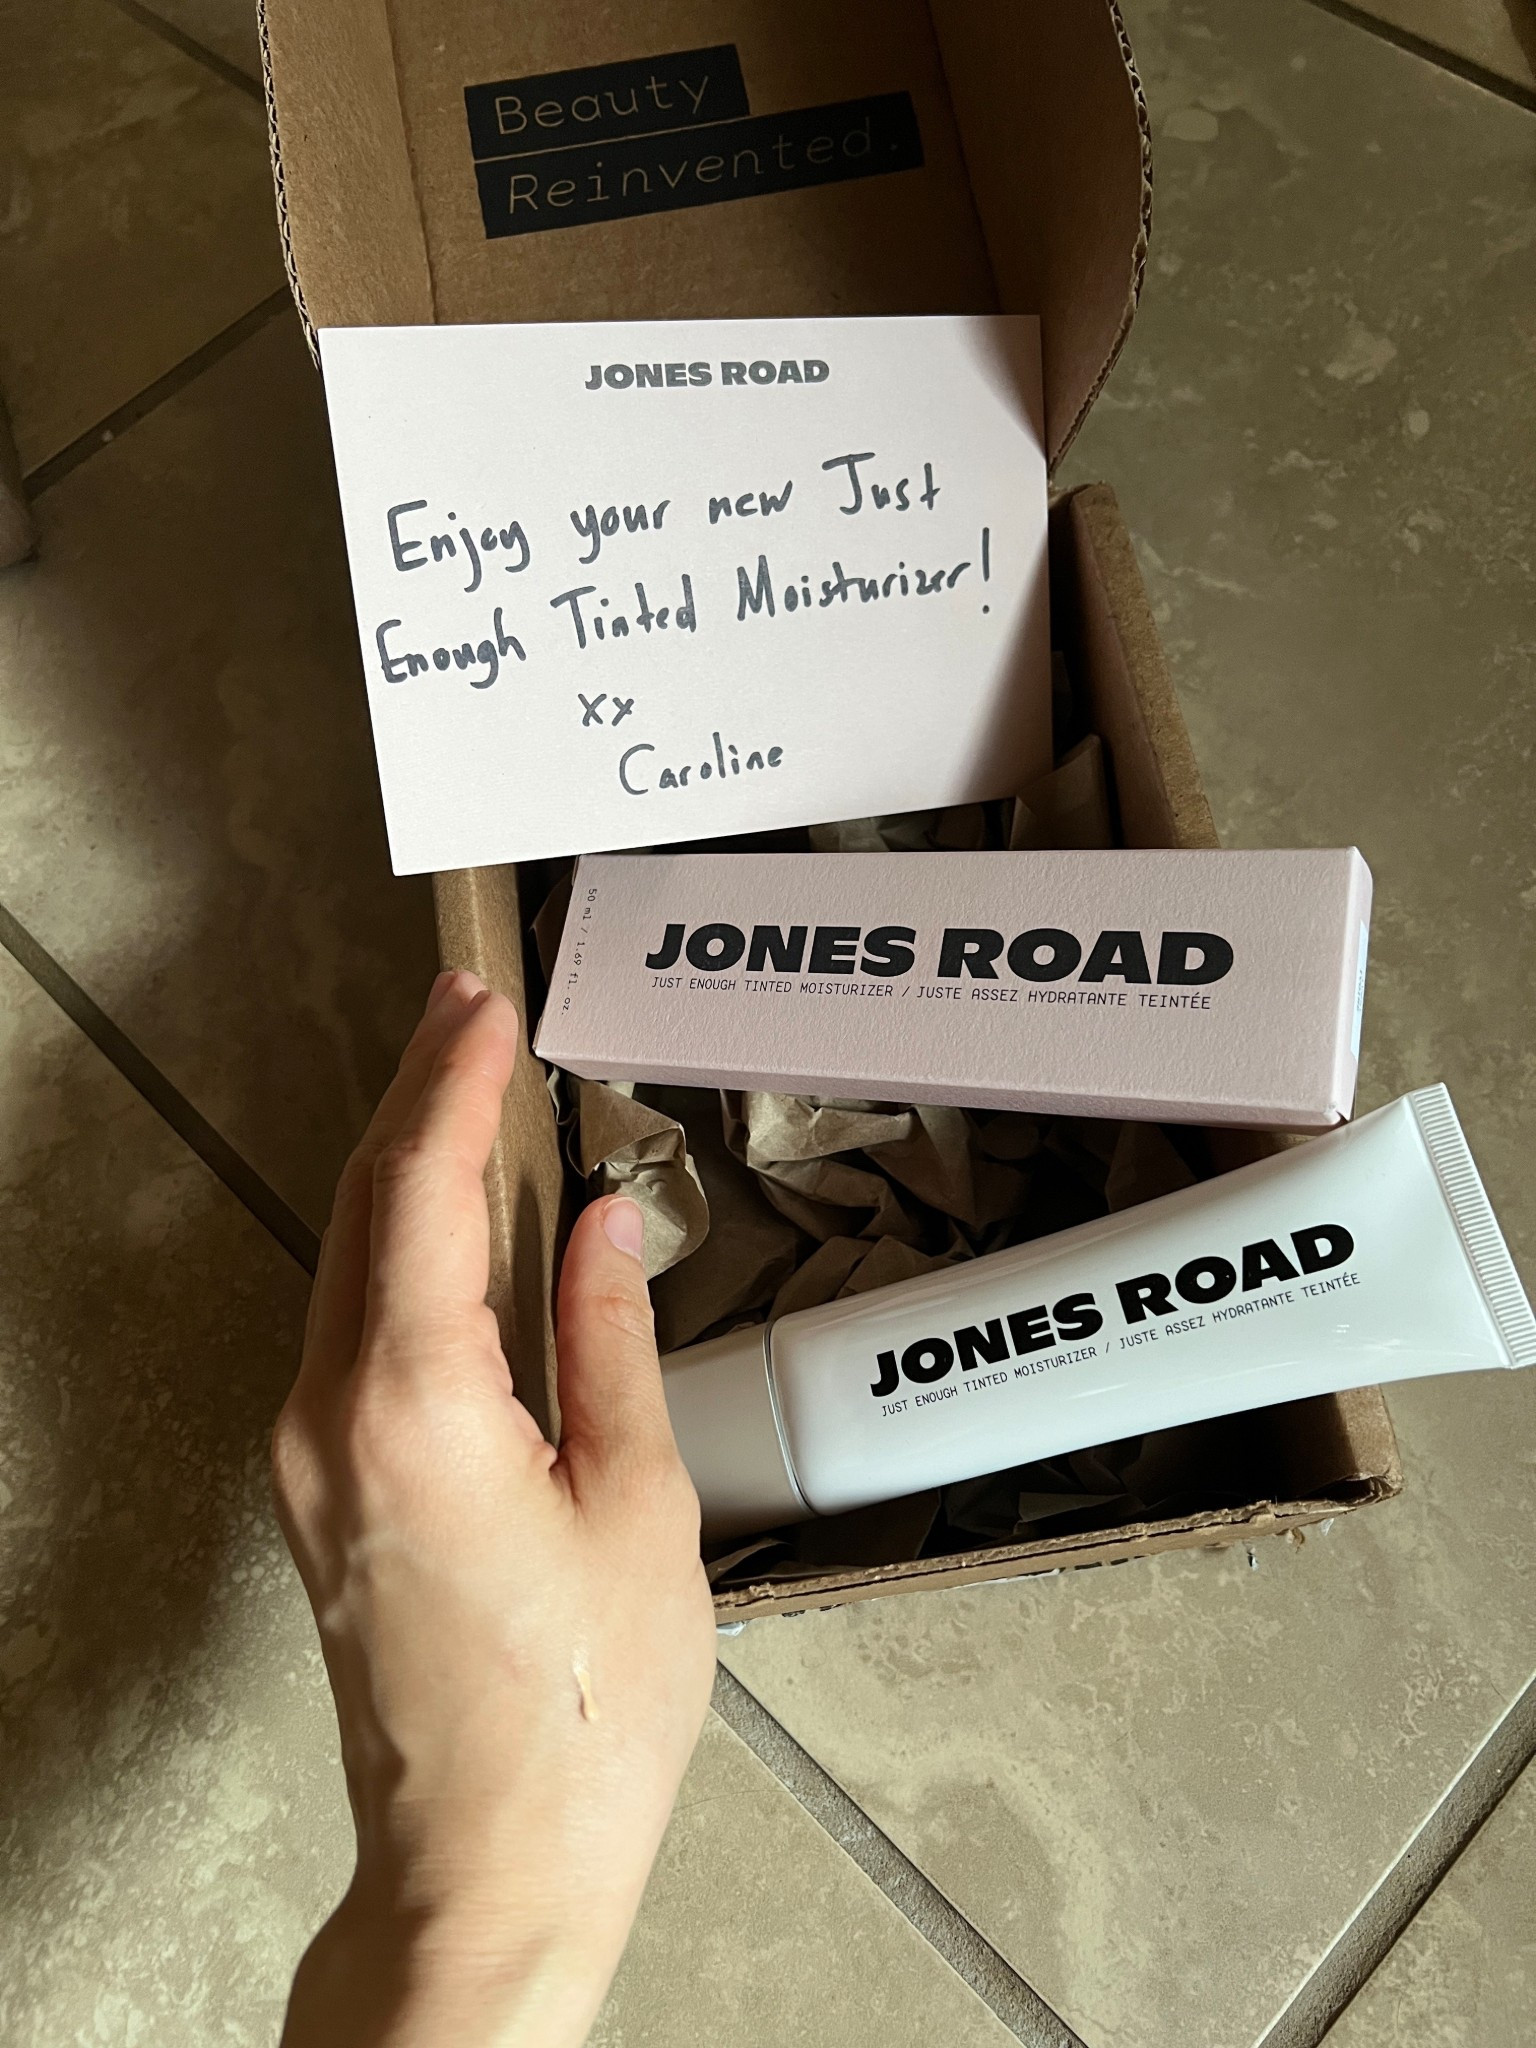 Beauty
Reinvented.
JONES ROAD
Enjoy your new Just
Enough Tinted Moisturizer!
xx
Caroline
50 ml / 1.69 fl. oz.
JONES ROAD
JUST ENOUGH TINTED MOISTURIZER / JUSTE ASSEZ HYDRATANTE TEINTÉE
JONES ROAD
JUST ENOUGH TINTED MOISTURIZER / JUSTE ASSEZ HYDRATANTE TEINTÉE